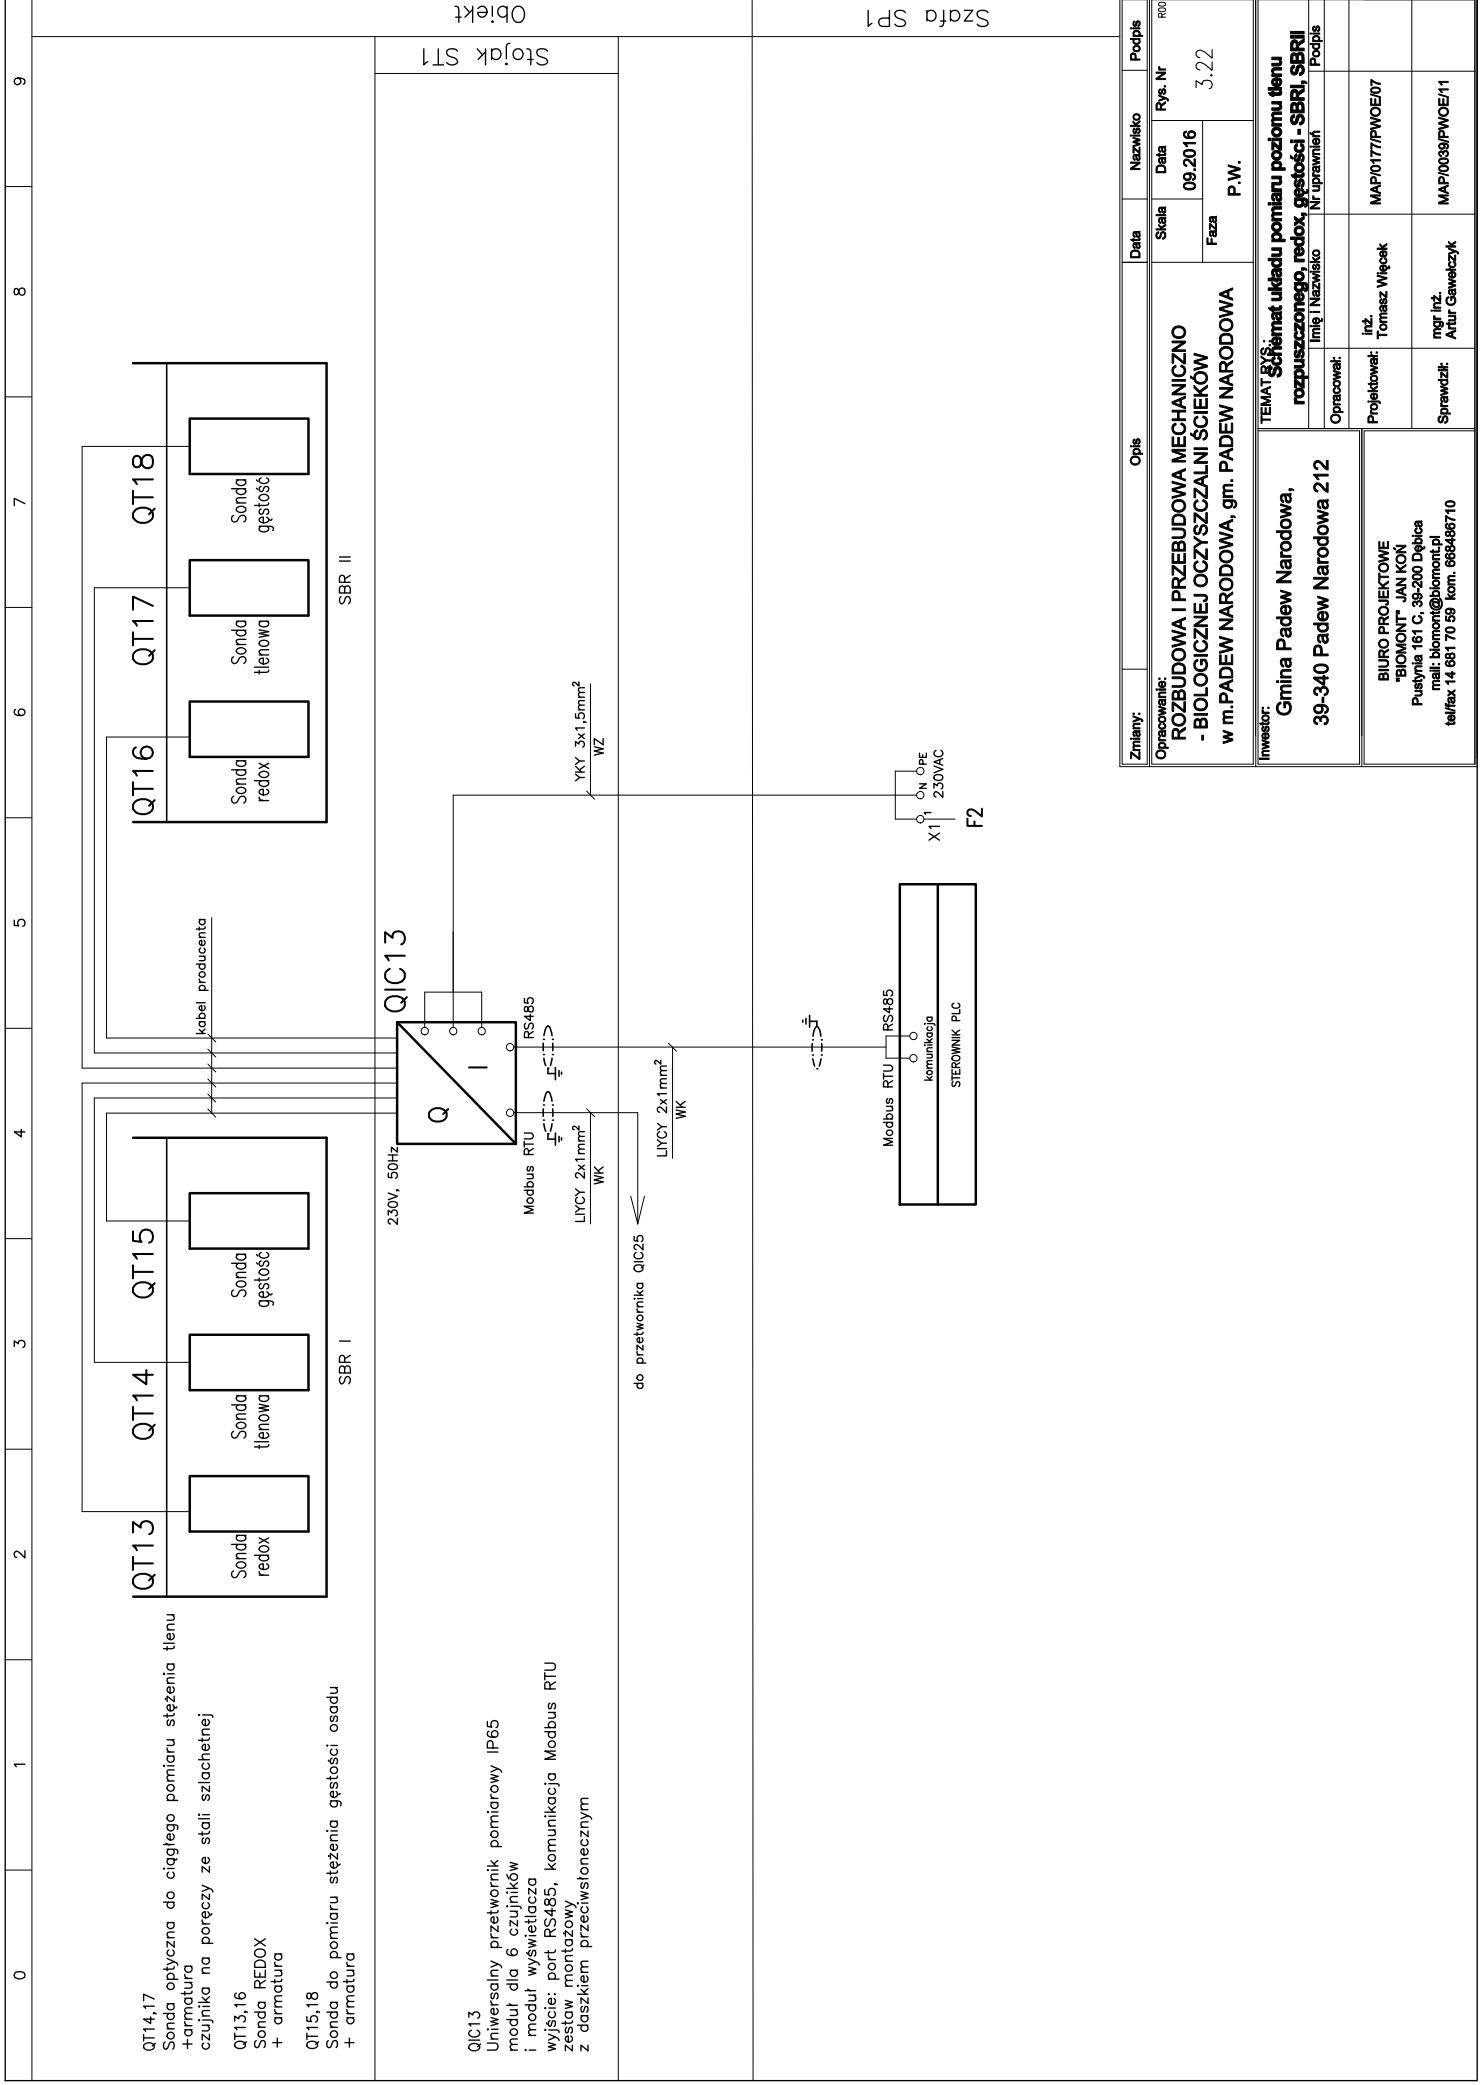 0
1
2
3
4
5
6
7
8
9
Obiekt
Stojak ST1
Szafa SP1
QT14,17
Sonda optyczna do ciągłego pomiaru stężenia tlenu
+armatura
czujnika na poręczy ze stali szlachetnej
QT13,16
Sonda REDOX
+ armatura
QT15,18
Sonda do pomiaru stężenia gęstości osadu
+ armatura
QT13
Sonda
redox
QT14
Sonda
tlenowa
QT15
Sonda
gęstość
SBR I
kabel producenta
QT16
Sonda
redox
QT17
Sonda
tlenowa
QT18
Sonda
gęstość
SBR II
QIC13
Uniwersalny przetwornik pomiarowy IP65
moduł dla 6 czujników
i moduł wyświetlacza
wyjście: port RS485, komunikacja Modbus RTU
zestaw montażowy
z daszkiem przeciwsłonecznym
230V, 50Hz
QIC13
Q
I
Modbus RTU
RS485
LIYCY 2x1mm²
WK
do przetwornika QIC25
LIYCY 2x1mm²
WK
YKY 3x1,5mm²
WZ
Modbus RTU
RS485
komunikacja
STEROWNIK PLC
X1
1
N
PE
230VAC
F2
Zmiany:
Opis
Data
Nazwisko
Podpis
Opracowanie:
ROZBUDOWA I PRZEBUDOWA MECHANICZNO
- BIOLOGICZNEJ OCZYSZCZALNI ŚCIEKÓW
w m.PADEW NARODOWA, gm. PADEW NARODOWA
Skala
Data
09.2016
Rys. Nr
R00
3.22
Faza
P.W.
Inwestor:
Gmina Padew Narodowa,
39-340 Padew Narodowa 212
TEMAT RYS.:
Schemat układu pomiaru poziomu tlenu
rozpuszczonego, redox, gęstości - SBRI, SBRII
Imię i Nazwisko
Nr uprawnień
Podpis
Opracował:
Projektował:
inż.
Tomasz Więcek
MAP/0177/PWOE/07
Sprawdził:
mgr inż.
Artur Gawełczyk
MAP/0039/PWOE/11
BIURO PROJEKTOWE
"BIOMONT" JAN KOŃ
Pustynia 161 C, 39-200 Dębica
mail: biomont@biomont.pl
tel/fax 14 681 70 59 kom. 668486710